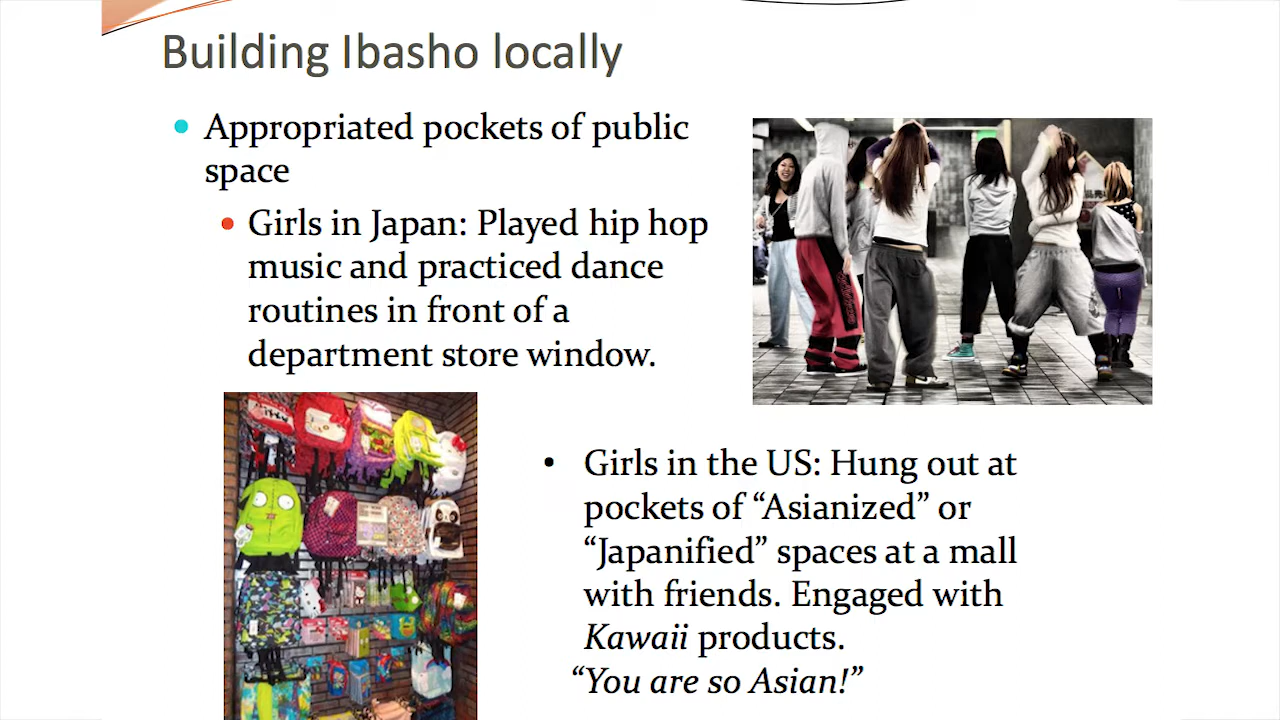 Building Ibasho locally
Appropriated pockets of public
space
Girls in Japan: Played hip hop
music and practiced dance
routines in front of a
department store window.
Girls in the US: Hung out at
pockets of “Asianized” or
“Japanified” spaces at a mall
with friends. Engaged with
Kawaii products.
“You are so Asian!”